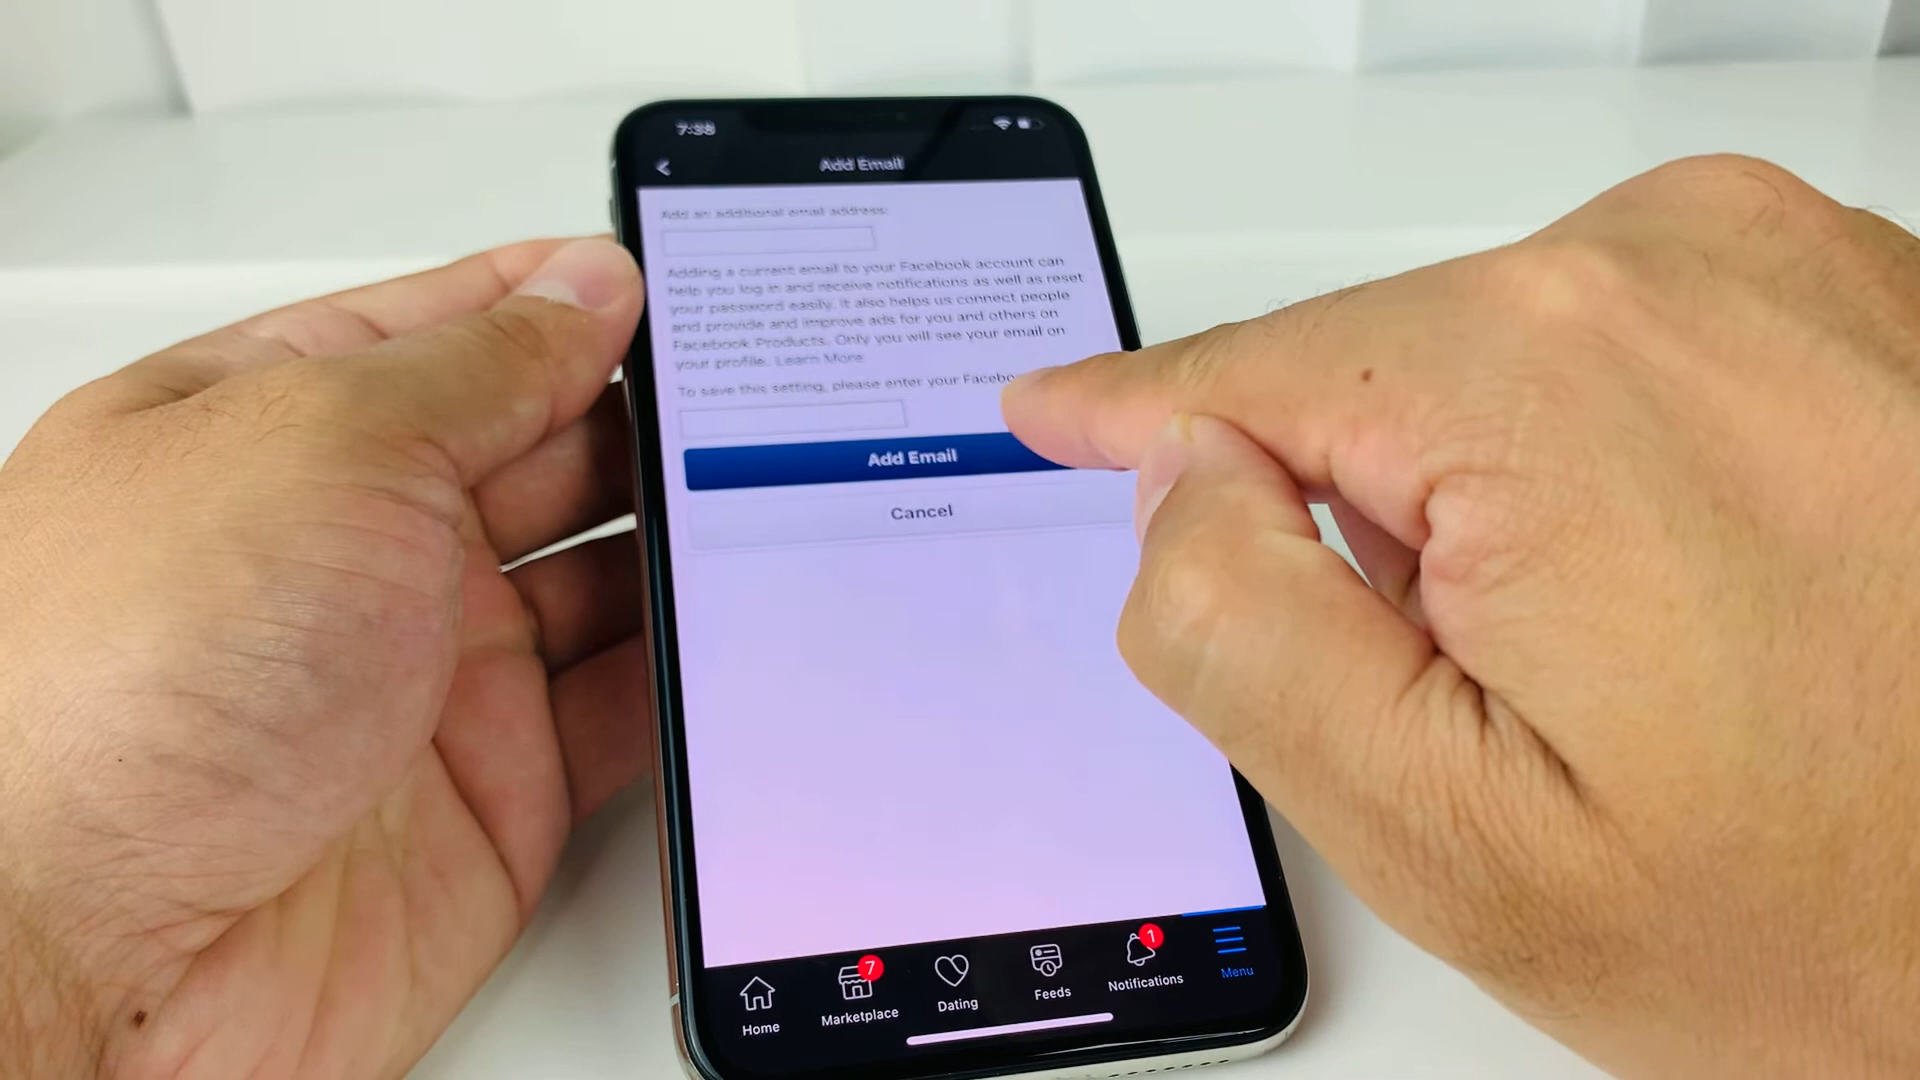 7:38
Add Email
Add an additional email address:
Adding a current email to your Facebook account can
help you log in and receive notifications as well as reset
your password easily. It also helps us connect people
and provide and improve ads for you and others on
Facebook Products. Only you will see your email on
your profile. Learn More
To save this setting, please enter your Facebo
Add Email
Cancel
7
1
Home
Marketplace
Dating
Feeds
Notifications
Menu